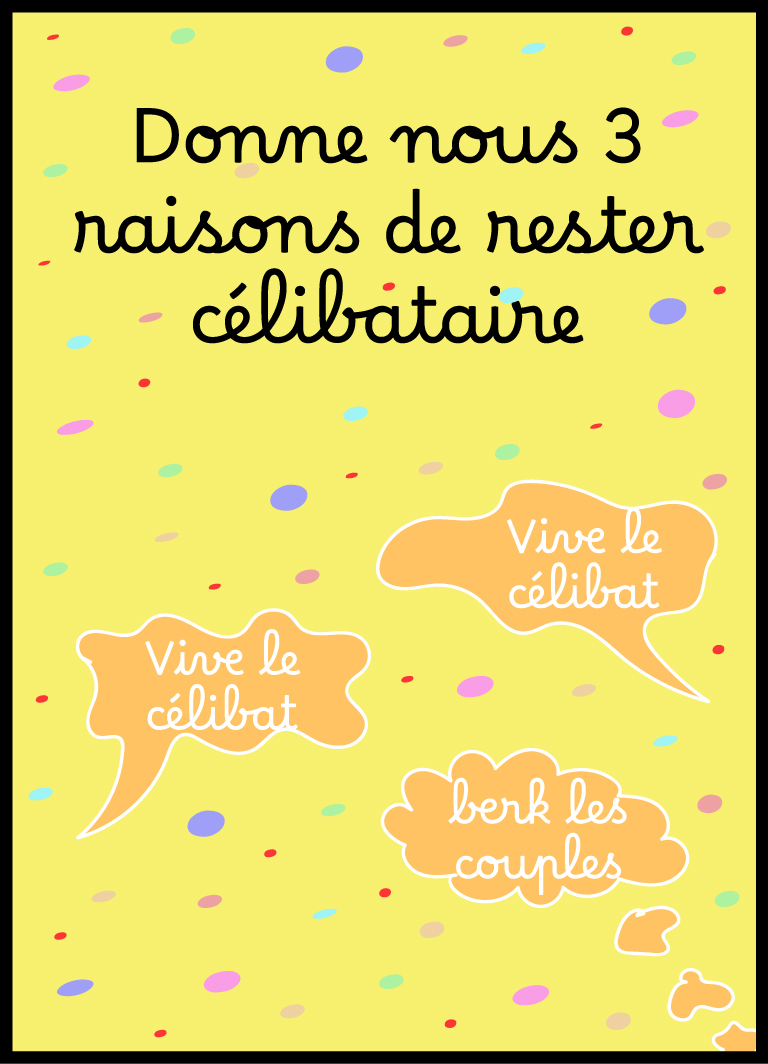 Donne nous 3
raisons de rester
célibataire
Vive le
célibat
Vive le
célibat
berk les
couples